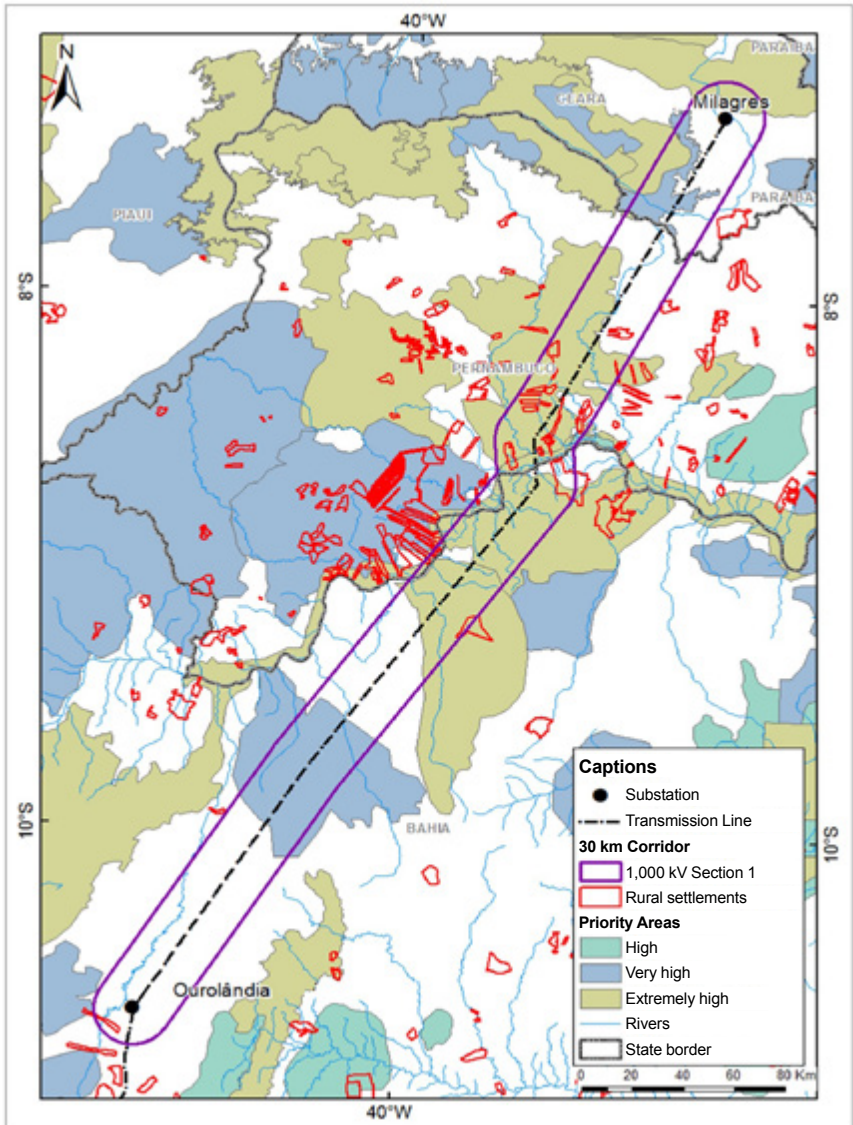 40°W
N
PARAIBA
CEARA
Milagres
PIAUI
PARAIBA
8°S
8°S
PERNAMBUCO
10°S
10°S
BAHIA
Ourolândia
Captions
Substation
Transmission Line
30 km Corridor
1,000 kV Section 1
Rural settlements
Priority Areas
High
Very high
Extremely high
Rivers
State border
0 20 40 60 80 Km
40°W